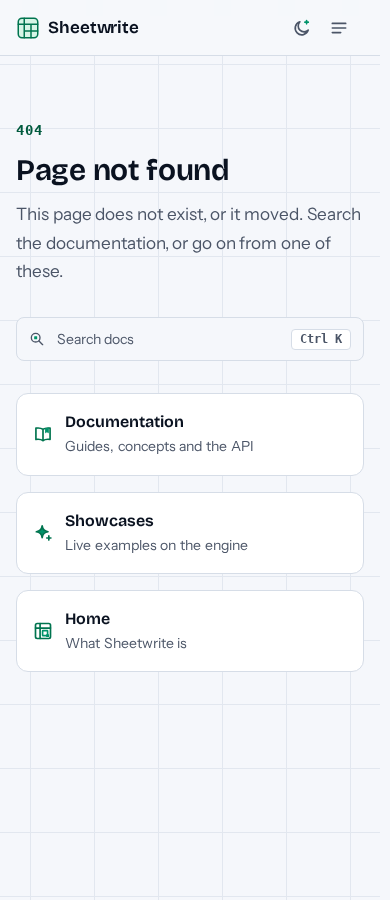 Sheetwrite
404
Page not found
This page does not exist, or it moved. Search
the documentation, or go on from one of
these.
Search docs
Ctrl K
Documentation
Guides, concepts and the API
Showcases
Live examples on the engine
Home
What Sheetwrite is